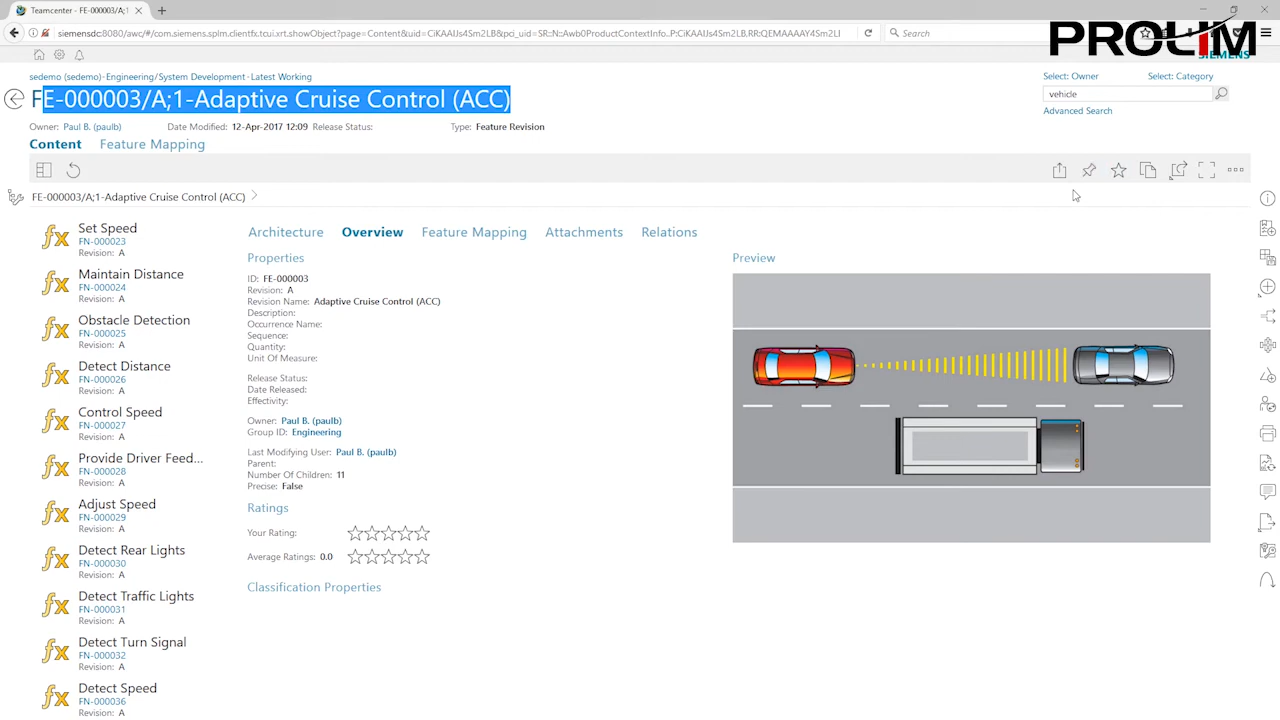 Teamcenter - FE-000003/A;1-
siemensdc:8080/awc/#/com.siemens.splm.clientfx.tcui.xrt.showObject?page=Content&uid=CiKAAIJs4Sm2LB&pci_uid=SR::N::Awb0ProductContextInfo..P:CiKAAIJs4Sm2LB.RR:QEMAAAAY4Sm2LI
Search
PROLIM
SIEMENS
sedemo (sedemo) - Engineering/System Development - Latest Working
FE-000003/A;1-Adaptive Cruise Control (ACC)
Select: Owner
Select: Category
vehicle
Advanced Search
Owner: Paul B. (paulb)
Date Modified: 12-Apr-2017 12:09
Release Status:
Type: Feature Revision
Content
Feature Mapping
FE-000003/A;1-Adaptive Cruise Control (ACC)
Set Speed
FN-000023
Revision: A
Maintain Distance
FN-000024
Revision: A
Obstacle Detection
FN-000025
Revision: A
Detect Distance
FN-000026
Revision: A
Control Speed
FN-000027
Revision: A
Provide Driver Feed...
FN-000028
Revision: A
Adjust Speed
FN-000029
Revision: A
Detect Rear Lights
FN-000030
Revision: A
Detect Traffic Lights
FN-000031
Revision: A
Detect Turn Signal
FN-000032
Revision: A
Detect Speed
FN-000036
Revision: A
Architecture
Overview
Feature Mapping
Attachments
Relations
Properties
ID: FE-000003
Revision: A
Revision Name: Adaptive Cruise Control (ACC)
Description:
Occurrence Name:
Sequence:
Quantity:
Unit Of Measure:
Release Status:
Date Released:
Effectivity:
Owner: Paul B. (paulb)
Group ID: Engineering
Last Modifying User: Paul B. (paulb)
Parent:
Number Of Children: 11
Precise: False
Ratings
Your Rating:
Average Ratings: 0.0
Classification Properties
Preview